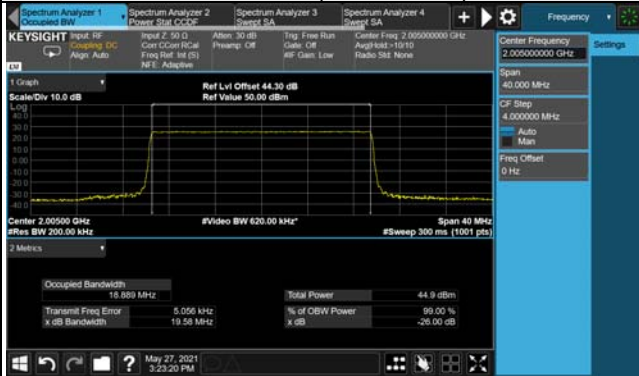 Spectrum Analyzer 1
Occupied BW
Spectrum Analyzer 2
Power Stat CCDF
Spectrum Analyzer 3
Swept SA
Spectrum Analyzer 4
Swept SA
+
Frequency
KEYSIGHT
Input: RF
Coupling: DC
Align: Auto
Input Z: 50 Ω
Corr CCorr RCal
Freq Ref: Int (S)
NFE: Adaptive
Atten: 30 dB
Preamp: Off
Trig: Free Run
Gate: Off
#IF Gain: Low
Center Freq: 2.005000000 GHz
Avg|Hold:>10/10
Radio Std: None
LXI
Center Frequency
2.005000000 GHz
Settings
Span
40.000 MHz
CF Step
4.000000 MHz
Auto
Man
Freq Offset
0 Hz
1 Graph
Scale/Div 10.0 dB
Ref Lvl Offset 44.30 dB
Ref Value 50.00 dBm
Log
40.0
30.0
20.0
10.0
0.00
-10.0
-20.0
-30.0
-40.0
Center 2.00500 GHz
#Res BW 200.00 kHz
#Video BW 620.00 kHz*
Span 40 MHz
#Sweep 300 ms (1001 pts)
2 Metrics
Occupied Bandwidth
18.889 MHz
Total Power
44.9 dBm
Transmit Freq Error
5.056 kHz
% of OBW Power
99.00 %
x dB Bandwidth
19.58 MHz
x dB
-26.00 dB
?
May 27, 2021
3:23:20 PM